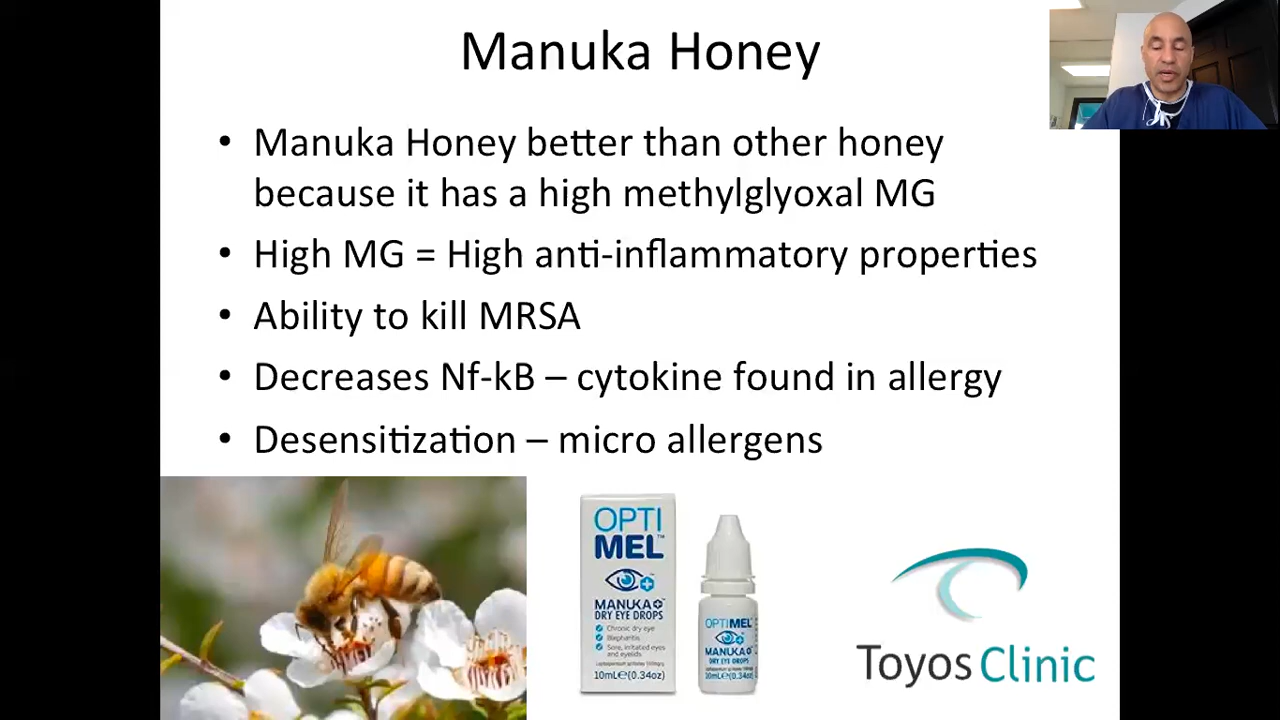 Manuka Honey
• Manuka Honey better than other honey
because it has a high methylglyoxal MG
• High MG = High anti-inflammatory properties
• Ability to kill MRSA
• Decreases Nf-kB – cytokine found in allergy
• Desensitization – micro allergens
OPTI
MEL™
MANUKA+
DRY EYE DROPS
Chronic dry eye
Blepharitis
Sore, irritated eyes
and eyelids
10mL℮(0.34oz)
OPTIMEL
MANUKA+
DRY EYE DROPS
10mL℮(0.34oz)
Toyos Clinic